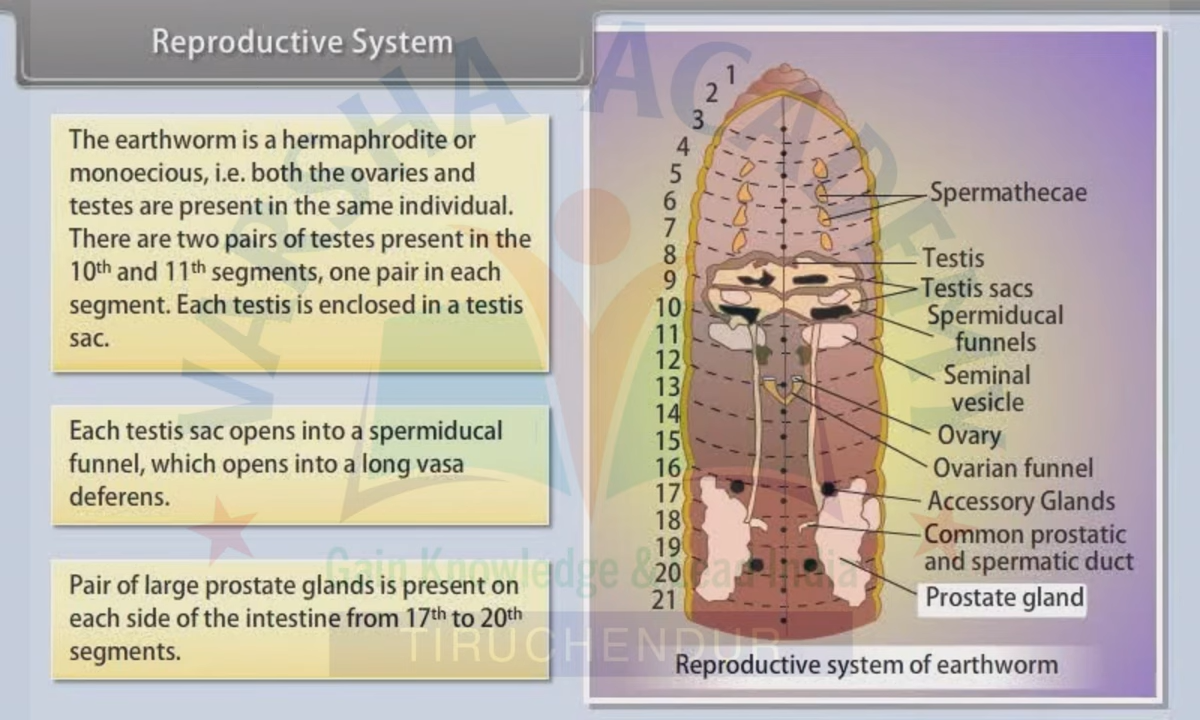 Reproductive System
The earthworm is a hermaphrodite or
monoecious, i.e. both the ovaries and
testes are present in the same individual.
There are two pairs of testes present in the
10th and 11th segments, one pair in each
segment. Each testis is enclosed in a testis
sac.
Each testis sac opens into a spermiducal
funnel, which opens into a long vasa
deferens.
Pair of large prostate glands is present on
each side of the intestine from 17th to 20th
segments.
1
2
3
4
5
6
7
8
9
10
11
12
13
14
15
16
17
18
19
20
21
Spermathecae
Testis
Testis sacs
Spermiducal
funnels
Seminal
vesicle
Ovary
Ovarian funnel
Accessory Glands
Common prostatic
and spermatic duct
Prostate gland
Reproductive system of earthworm
VARSHA ACADEMY
Gain Knowledge & Lead India
TIRUCHENDUR